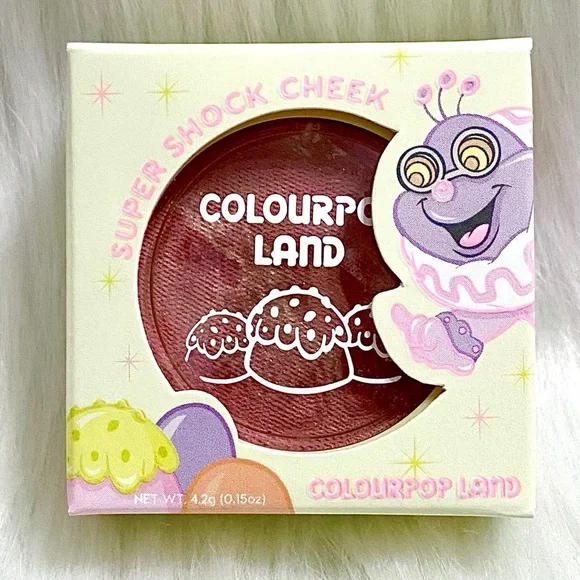 SUPER SHOCK CHEEK
COLOURPO
LAND
NET WT. 4.2g (0.15oz)
COLOURPOP LAND